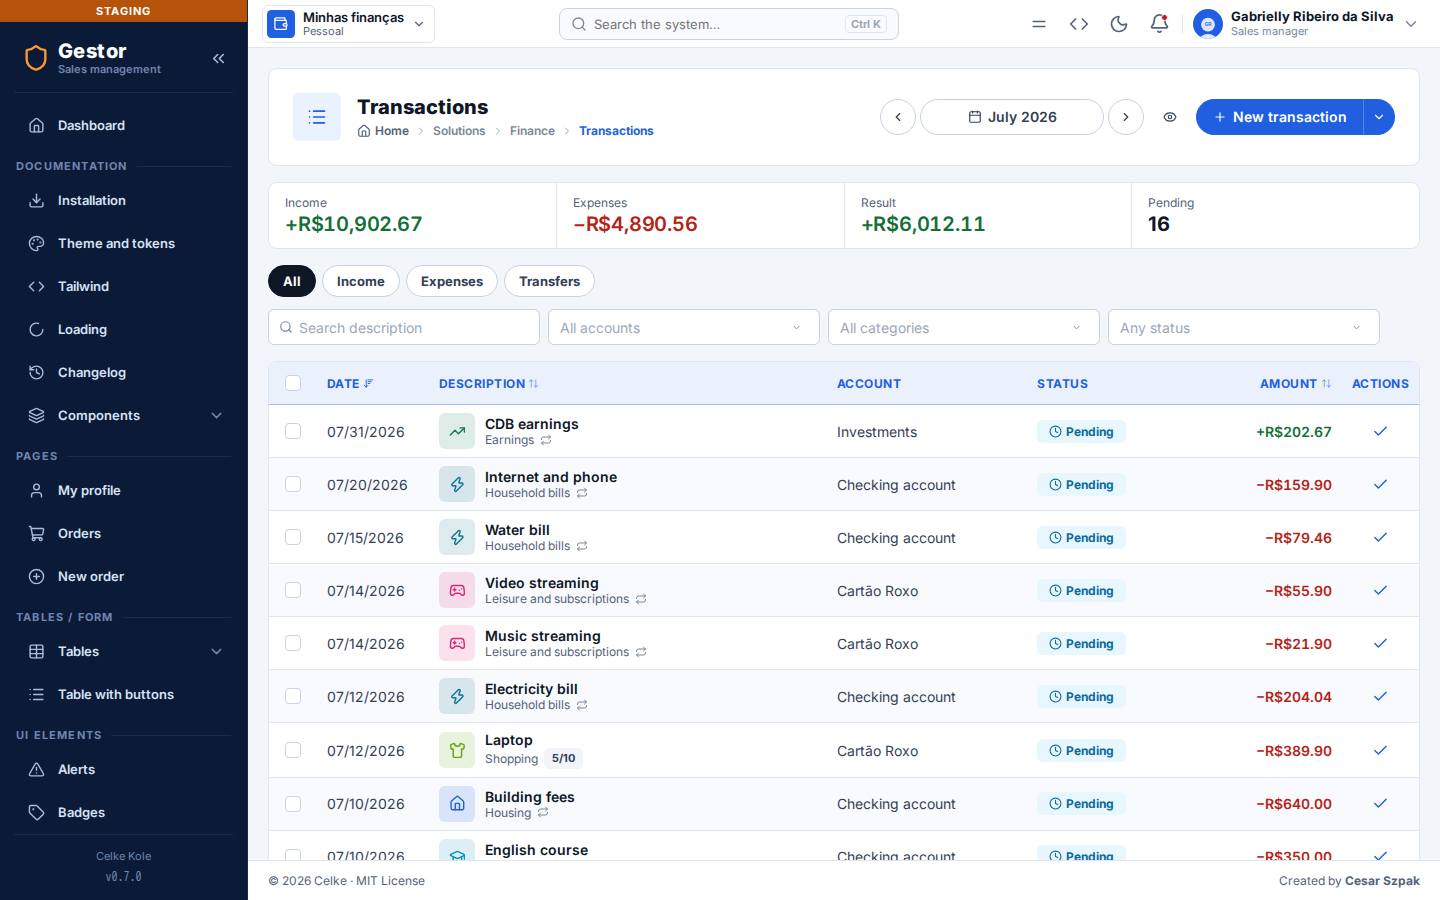 STAGING
Gestor
Sales management
Dashboard
DOCUMENTATION
Installation
Theme and tokens
Tailwind
Loading
Changelog
Components
PAGES
My profile
Orders
New order
TABLES / FORM
Tables
Table with buttons
UI ELEMENTS
Alerts
Badges
Celke Kole
v0.7.0
Minhas finanças
Pessoal
Search the system...
Ctrl K
Gabrielly Ribeiro da Silva
Sales manager
Transactions
Home
Solutions
Finance
Transactions
July 2026
New transaction
Income
+R$10,902.67
Expenses
−R$4,890.56
Result
+R$6,012.11
Pending
16
All
Income
Expenses
Transfers
Search description
All accounts
All categories
Any status
DATE DESCRIPTION ACCOUNT STATUS AMOUNT ACTIONS
07/31/2026 CDB earnings Investments Pending +R$202.67
Earnings
07/20/2026 Internet and phone Checking account Pending −R$159.90
Household bills
07/15/2026 Water bill Checking account Pending −R$79.46
Household bills
07/14/2026 Video streaming Cartão Roxo Pending −R$55.90
Leisure and subscriptions
07/14/2026 Music streaming Cartão Roxo Pending −R$21.90
Leisure and subscriptions
07/12/2026 Electricity bill Checking account Pending −R$204.04
Household bills
07/12/2026 Laptop Cartão Roxo Pending −R$389.90
Shopping 5/10
07/10/2026 Building fees Checking account Pending −R$640.00
Housing
07/10/2026 English course Checking account Pending −R$350.00
© 2026 Celke · MIT License
Created by Cesar Szpak